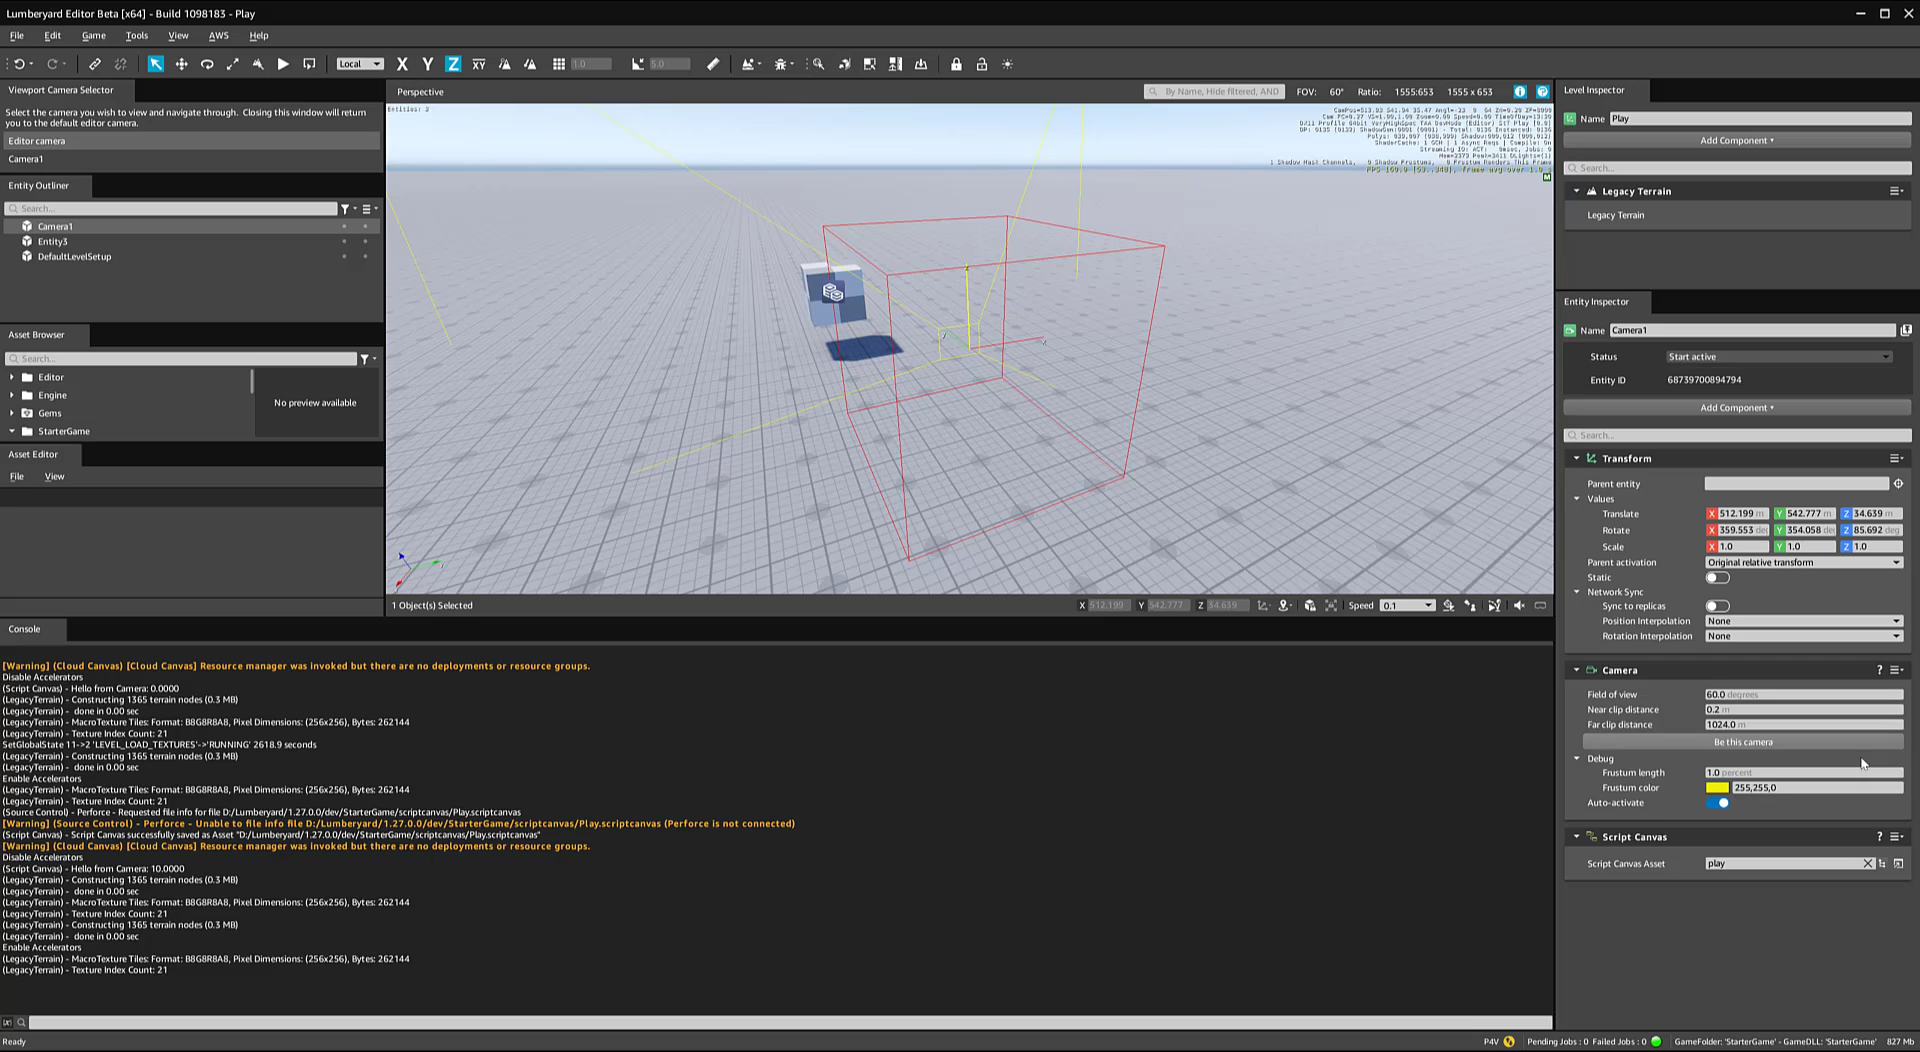 Lumberyard Editor Beta [x64] - Build 1098183 - Play
File Edit Game Tools View AWS Help
Local X Y Z XY 1.0 5.0
Viewport Camera Selector
Select the camera you wish to view and navigate through. Closing this window will return
you to the default editor camera.
Editor camera
Camera1
Entity Outliner
Search...
Camera1
Entity3
DefaultLevelSetup
Asset Browser
Search...
Editor
Engine
Gems
StarterGame
No preview available
Asset Editor
File View
Perspective
By Name, Hide filtered, AND
FOV: 60° Ratio: 1555:653 1555 x 653
1 Object(s) Selected
X 512.199 Y 542.777 Z 34.639 Speed 0.1
Console
[Warning] (Cloud Canvas) [Cloud Canvas] Resource manager was invoked but there are no deployments or resource groups.
Disable Accelerators
(Script Canvas) - Hello from Camera: 0.0000
(LegacyTerrain) - Constructing 1365 terrain nodes (0.3 MB)
(LegacyTerrain) - done in 0.00 sec
(LegacyTerrain) - MacroTexture Tiles: Format: B8G8R8A8, Pixel Dimensions: (256x256), Bytes: 262144
(LegacyTerrain) - Texture Index Count: 21
SetGlobalState 11->2 'LEVEL_LOAD_TEXTURES'->'RUNNING' 2618.9 seconds
(LegacyTerrain) - Constructing 1365 terrain nodes (0.3 MB)
(LegacyTerrain) - done in 0.00 sec
Enable Accelerators
(LegacyTerrain) - MacroTexture Tiles: Format: B8G8R8A8, Pixel Dimensions: (256x256), Bytes: 262144
(LegacyTerrain) - Texture Index Count: 21
(Source Control) - Perforce - Requested file info for file D:/Lumberyard/1.27.0.0/dev/StarterGame/scriptcanvas/Play.scriptcanvas
[Warning] (Source Control) - Perforce - Unable to file info file D:/Lumberyard/1.27.0.0/dev/StarterGame/scriptcanvas/Play.scriptcanvas (Perforce is not connected)
(Script Canvas) - Script Canvas successfully saved as Asset "D:/Lumberyard/1.27.0.0/dev/StarterGame/scriptcanvas/Play.scriptcanvas"
[Warning] (Cloud Canvas) [Cloud Canvas] Resource manager was invoked but there are no deployments or resource groups.
Disable Accelerators
(Script Canvas) - Hello from Camera: 10.0000
(LegacyTerrain) - Constructing 1365 terrain nodes (0.3 MB)
(LegacyTerrain) - done in 0.00 sec
(LegacyTerrain) - MacroTexture Tiles: Format: B8G8R8A8, Pixel Dimensions: (256x256), Bytes: 262144
(LegacyTerrain) - Texture Index Count: 21
(LegacyTerrain) - Constructing 1365 terrain nodes (0.3 MB)
(LegacyTerrain) - done in 0.00 sec
Enable Accelerators
(LegacyTerrain) - MacroTexture Tiles: Format: B8G8R8A8, Pixel Dimensions: (256x256), Bytes: 262144
(LegacyTerrain) - Texture Index Count: 21
Level Inspector
Name Play
Add Component
Search...
Legacy Terrain
Legacy Terrain
Entity Inspector
Name Camera1
Status Start active
Entity ID 68739700894794
Add Component
Search...
Transform
Parent entity
Values
Translate X 512.199 m Y 542.777 m Z 34.639 m
Rotate X 359.553 deg Y 354.058 deg Z 85.692 deg
Scale X 1.0 Y 1.0 Z 1.0
Parent activation Original relative transform
Static
Network Sync
Sync to replicas
Position Interpolation None
Rotation Interpolation None
Camera ?
Field of view 60.0 degrees
Near clip distance 0.2 m
Far clip distance 1024.0 m
Be this camera
Debug
Frustum length 1.0 percent
Frustum color 255,255,0
Auto-activate
Script Canvas ?
Script Canvas Asset play
Ready
P4V Pending Jobs : 0 Failed Jobs : 0 GameFolder: 'StarterGame' - GameDLL: 'StarterGame' 827 Mb